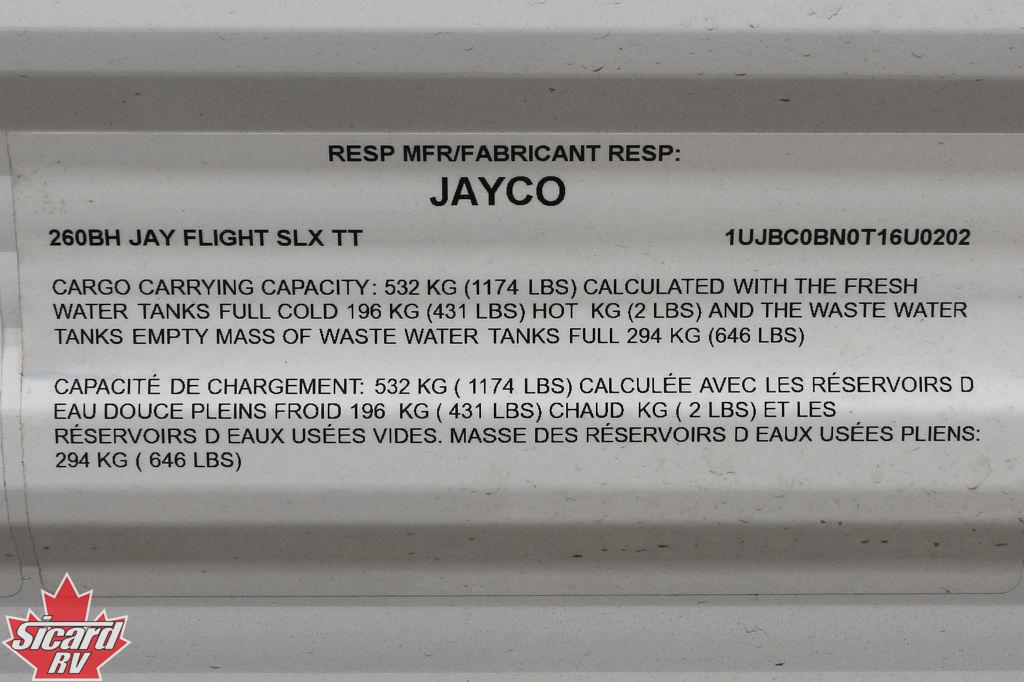 RESP MFR/FABRICANT RESP:
JAYCO
260BH JAY FLIGHT SLX TT 1UJBC0BN0T16U0202
CARGO CARRYING CAPACITY: 532 KG (1174 LBS) CALCULATED WITH THE FRESH
WATER TANKS FULL COLD 196 KG (431 LBS) HOT KG (2 LBS) AND THE WASTE WATER
TANKS EMPTY MASS OF WASTE WATER TANKS FULL 294 KG (646 LBS)
CAPACITÉ DE CHARGEMENT: 532 KG ( 1174 LBS) CALCULÉE AVEC LES RÉSERVOIRS D
EAU DOUCE PLEINS FROID 196 KG ( 431 LBS) CHAUD KG ( 2 LBS) ET LES
RÉSERVOIRS D EAUX USÉES VIDES. MASSE DES RÉSERVOIRS D EAUX USÉES PLIENS:
294 KG ( 646 LBS)
Sicard
RV